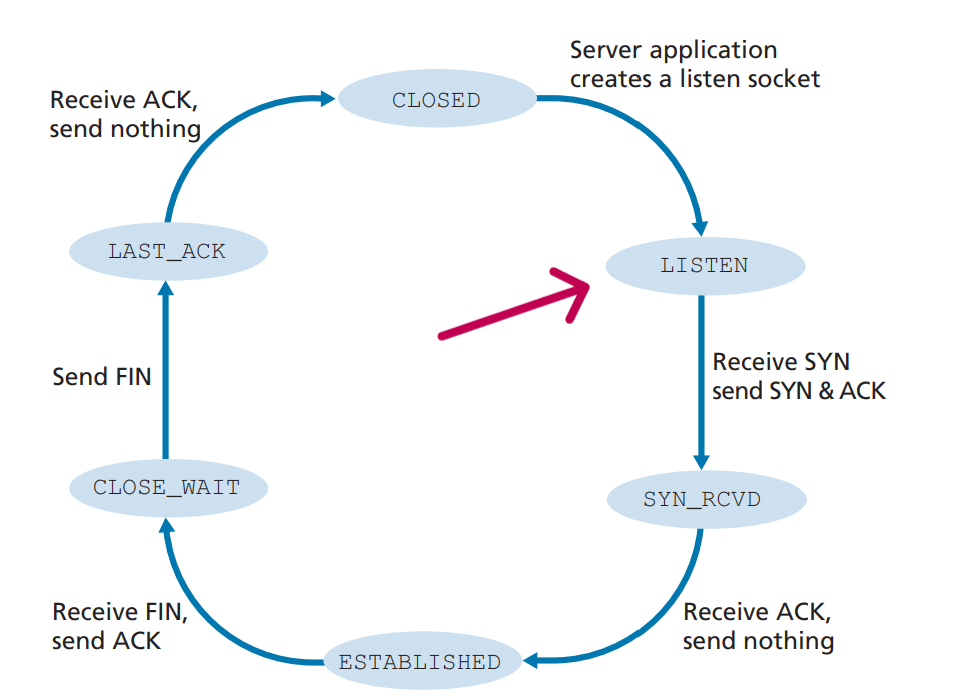 Server application
creates a listen socket
CLOSED
Receive ACK,
send nothing
LAST_ACK
LISTEN
Receive SYN
send SYN & ACK
Send FIN
CLOSE_WAIT
SYN_RCVD
Receive FIN,
send ACK
Receive ACK,
send nothing
ESTABLISHED